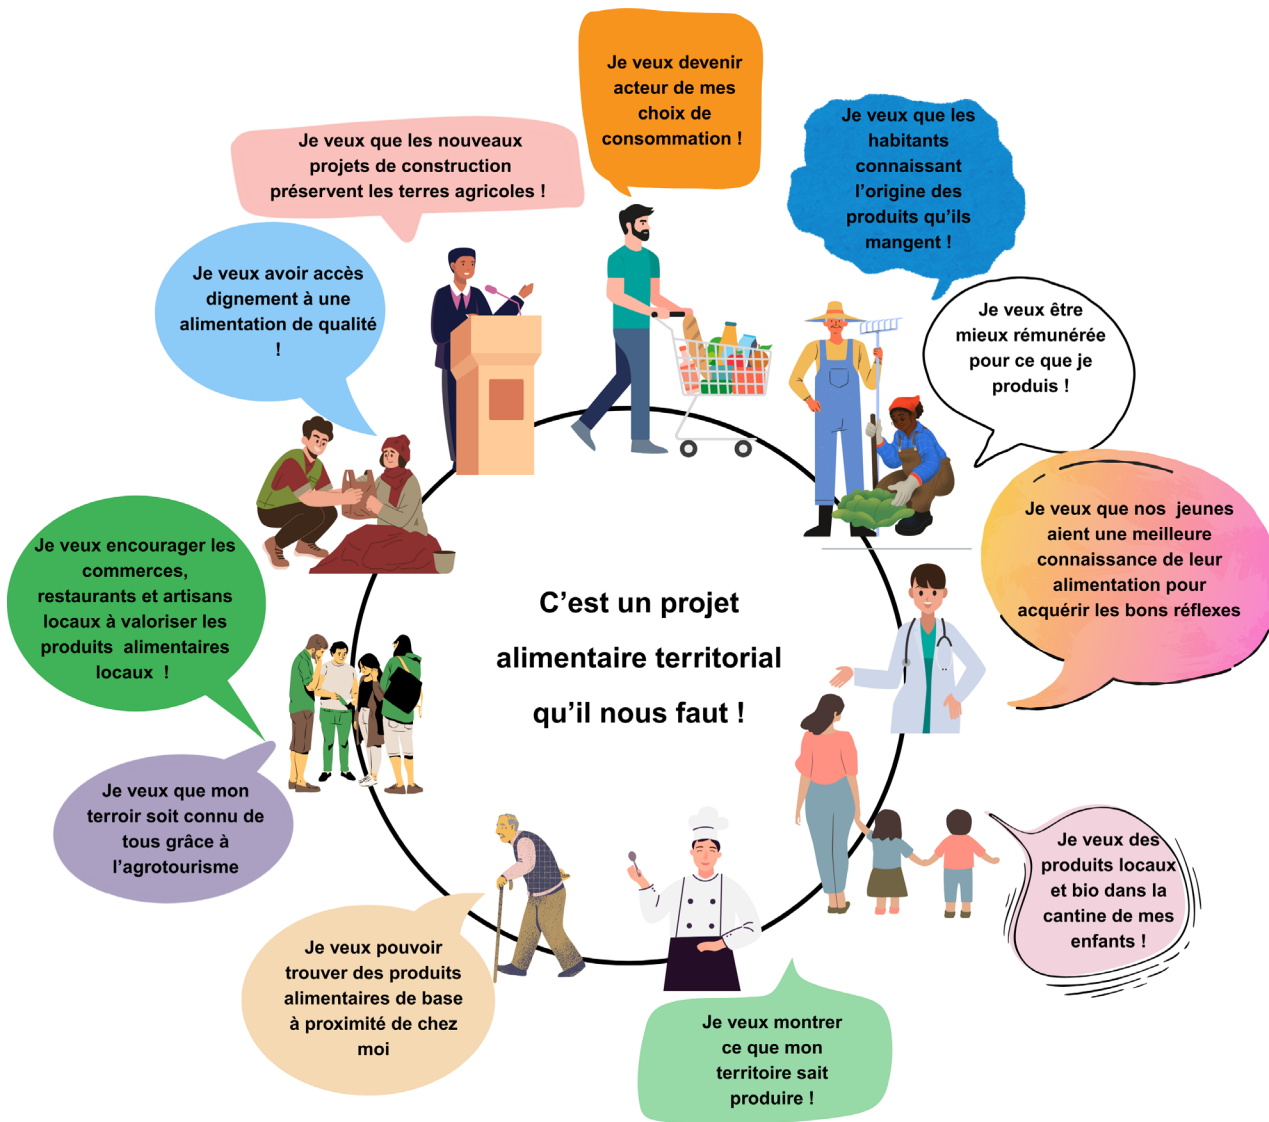 Je veux devenir
acteur de mes
choix de
consommation !
Je veux que les
habitants
connaissant
l'origine des
produits qu'ils
mangent !
Je veux que les nouveaux
projets de construction
préservent les terres agricoles !
Je veux avoir accès
dignement à une
alimentation de qualité
!
Je veux être
mieux rémunérée
pour ce que je
produis !
Je veux que nos jeunes
aient une meilleure
connaissance de leur
alimentation pour
acquérir les bons réflexes
Je veux encourager les
commerces,
restaurants et artisans
locaux à valoriser les
produits alimentaires
locaux !
C'est un projet
alimentaire territorial
qu'il nous faut !
Je veux que mon
terroir soit connu de
tous grâce à
l'agrotourisme
Je veux des
produits locaux
et bio dans la
cantine de mes
enfants !
Je veux pouvoir
trouver des produits
alimentaires de base
à proximité de chez
moi
Je veux montrer
ce que mon
territoire sait
produire !